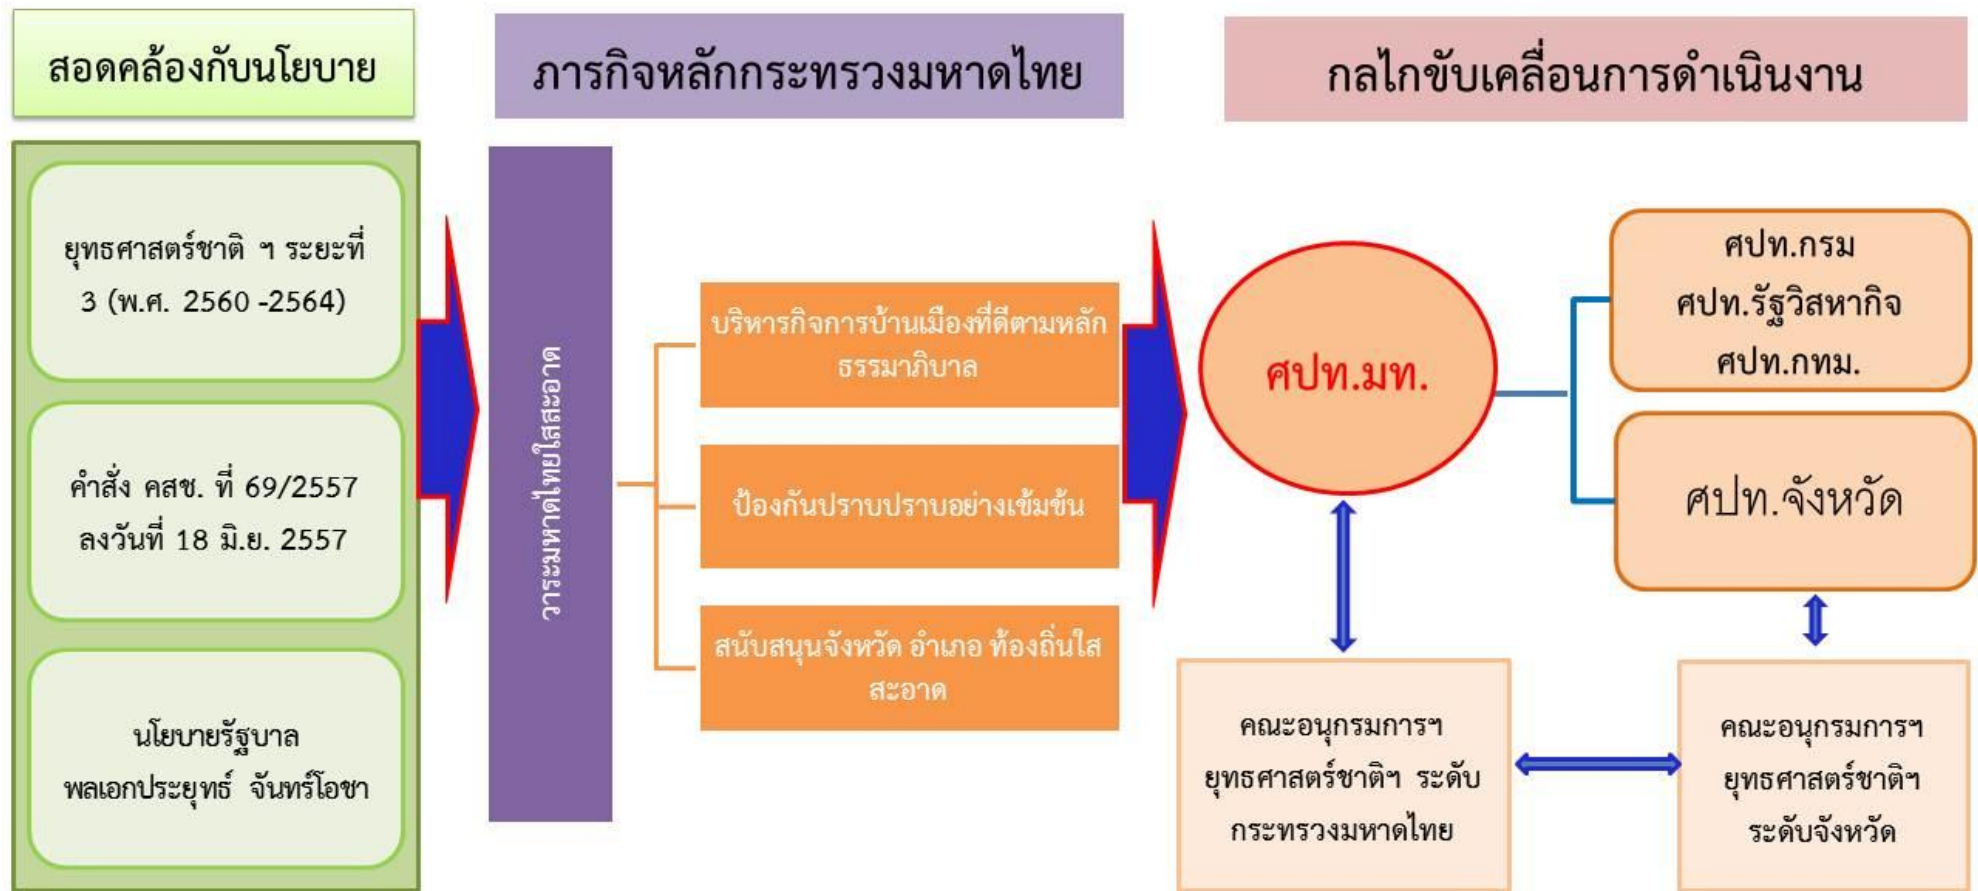 สอดคล้องกับนโยบาย
ภารกิจหลักกระทรวงมหาดไทย
กลไกขับเคลื่อนการดำเนินงาน
ยุทธศาสตร์ชาติ ฯ ระยะที่
3 (พ.ศ. 2560 -2564)
คำสั่ง คสช. ที่ 69/2557
ลงวันที่ 18 มิ.ย. 2557
นโยบายรัฐบาล
พลเอกประยุทธ์ จันทร์โอชา
วาระมหาดไทยใสสะอาด
บริหารกิจการบ้านเมืองที่ดีตามหลัก
ธรรมาภิบาล
ป้องกันปราบปราบอย่างเข้มข้น
สนับสนุนจังหวัด อำเภอ ท้องถิ่นใส
สะอาด
ศปท.มท.
ศปท.กรม
ศปท.รัฐวิสหากิจ
ศปท.กทม.
ศปท.จังหวัด
คณะอนุกรมการฯ
ยุทธศาสตร์ชาติฯ ระดับ
กระทรวงมหาดไทย
คณะอนุกรมการฯ
ยุทธศาสตร์ชาติฯ
ระดับจังหวัด